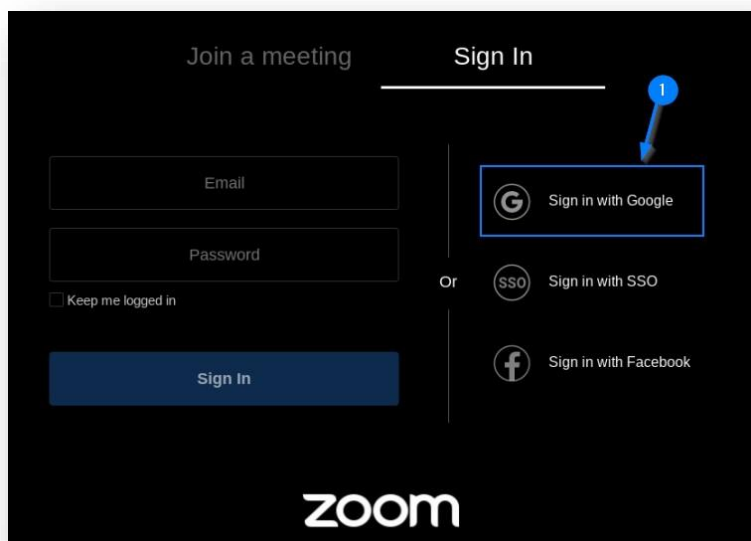 Join a meeting
Sign In
1
Email
Password
Keep me logged in
Sign In
Or
G
Sign in with Google
SSO
Sign in with SSO
f
Sign in with Facebook
zoom